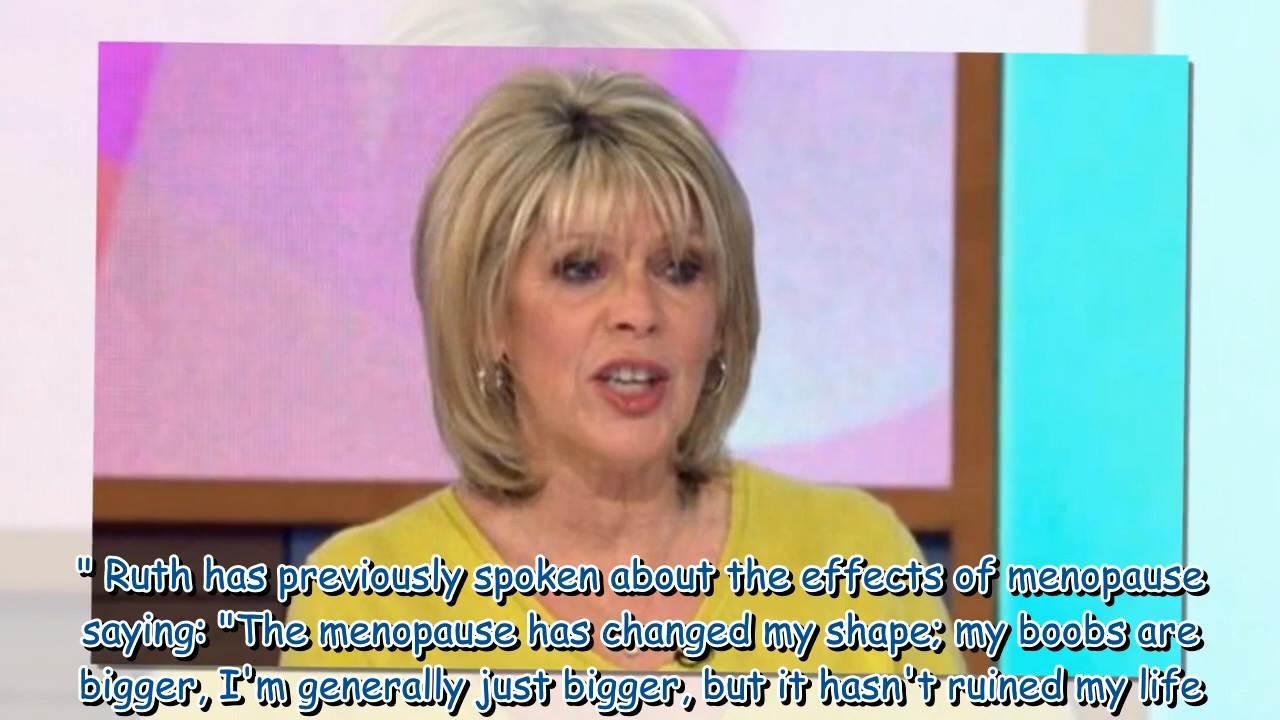 " Ruth has previously spoken about the effects of menopause
saying: "The menopause has changed my shape; my boobs are
bigger, I'm generally just bigger, but it hasn't ruined my life